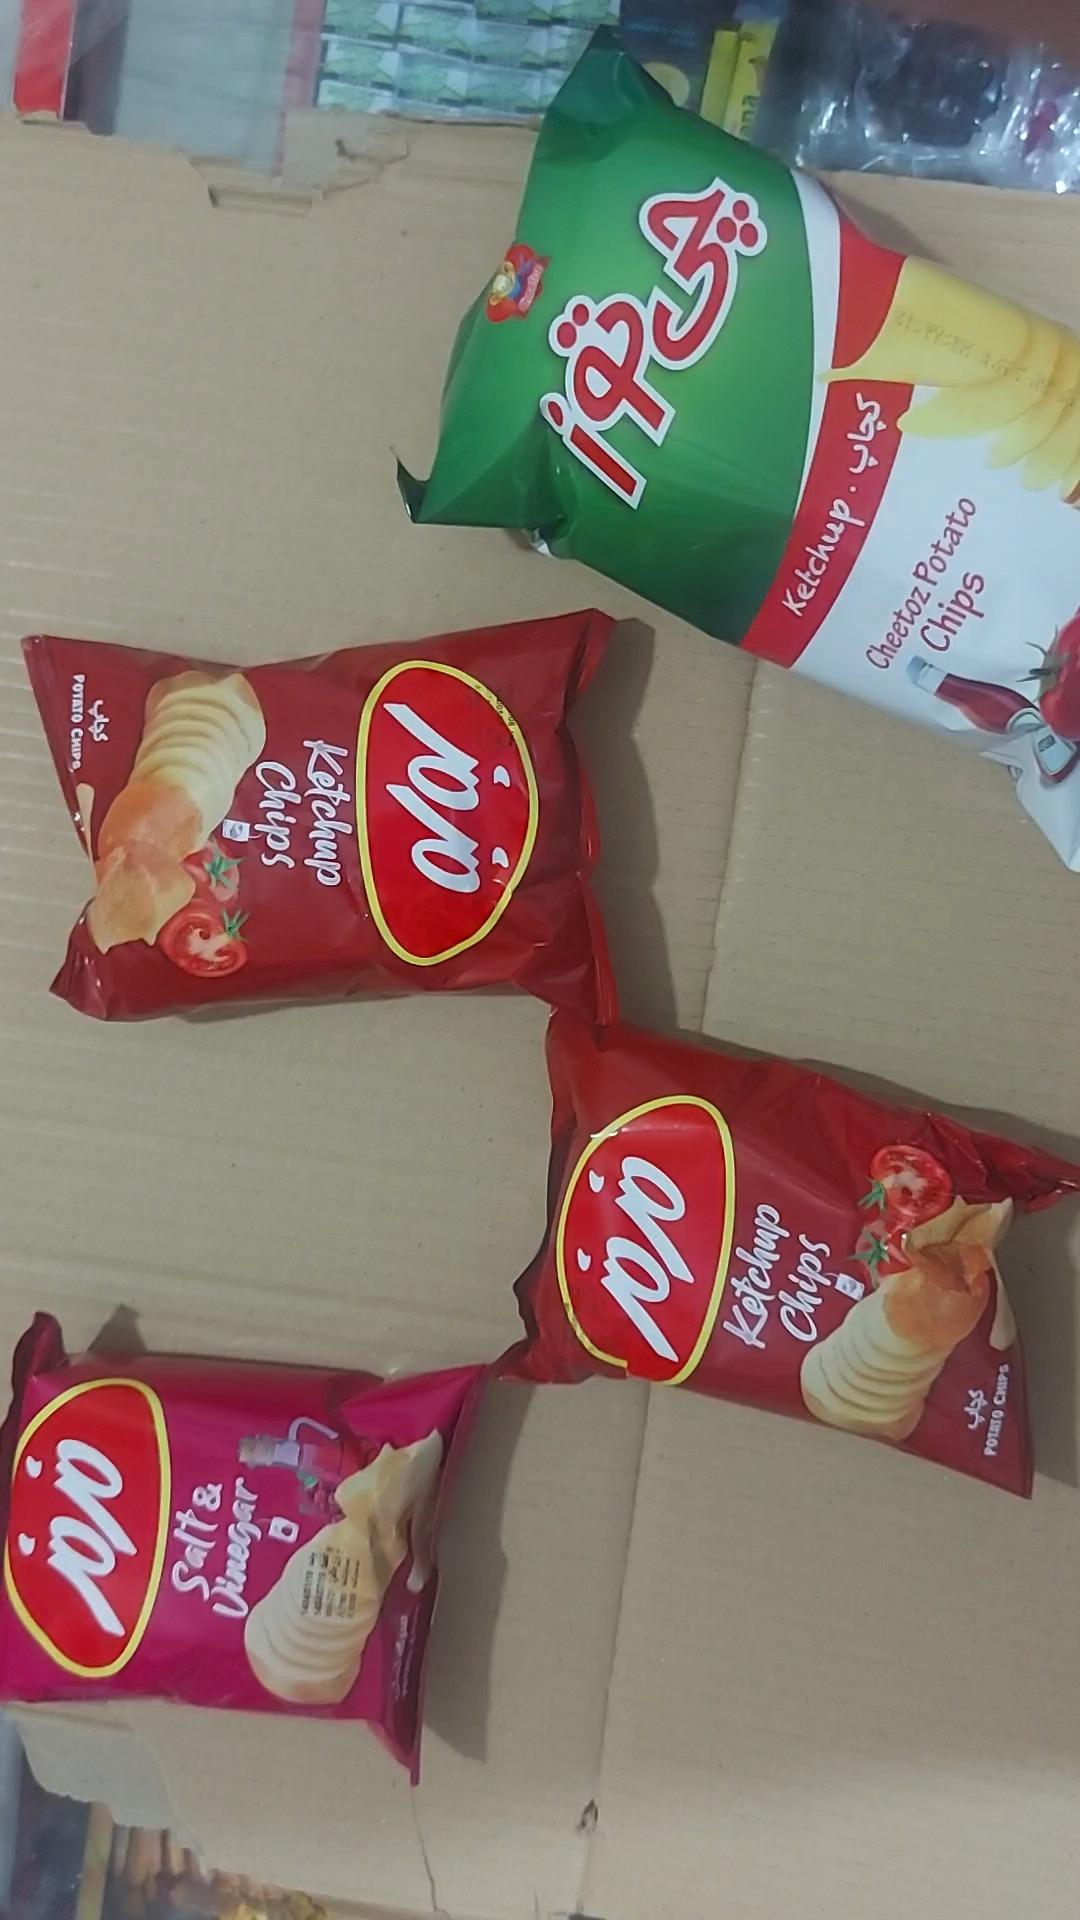 چی‌توز
Ketchup . کچاپ
Cheetoz Potato
Chips
مزمز
Ketchup
Chips
کچاپ
POTATO CHIPS
مزمز
Ketchup
Chips
کچاپ
POTATO CHIPS
مزمز
Salt &
Vinegar